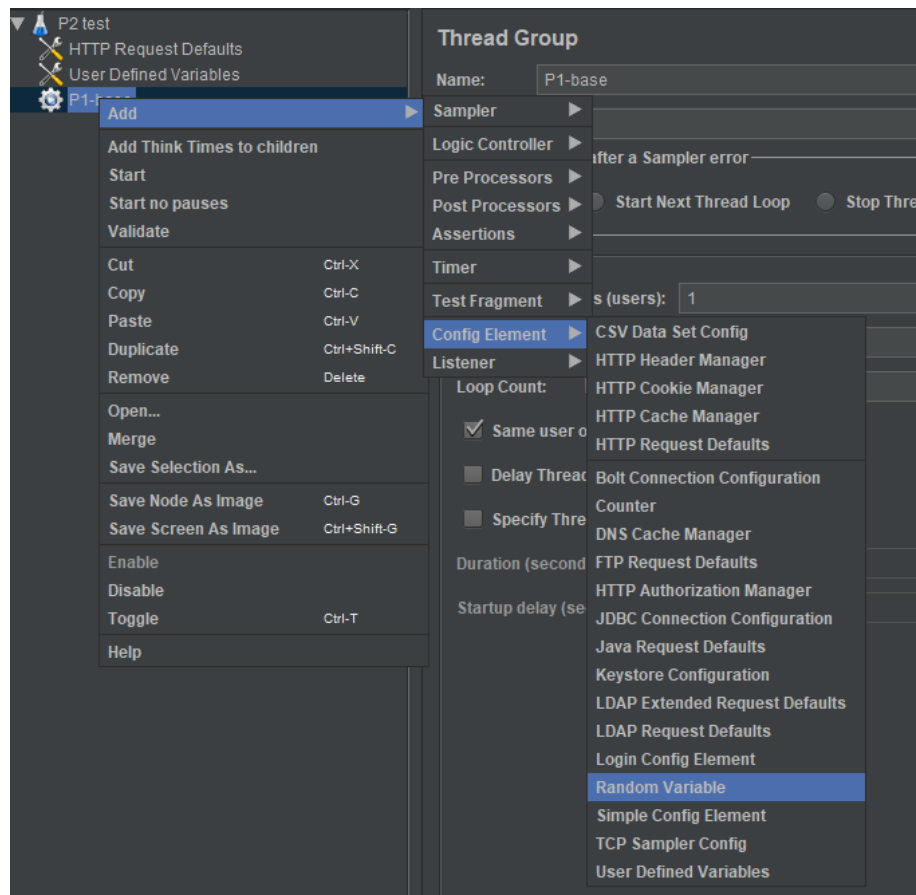 P2 test
HTTP Request Defaults
User Defined Variables
P1-base
Thread Group
Name: P1-base
after a Sampler error
Start Next Thread Loop Stop Thre
s (users): 1
Loop Count:
Same user o
Delay Thread
Specify Thre
Duration (second
Startup delay (se
Add
Add Think Times to children
Start
Start no pauses
Validate
Cut Ctrl-X
Copy Ctrl-C
Paste Ctrl-V
Duplicate Ctrl+Shift-C
Remove Delete
Open...
Merge
Save Selection As...
Save Node As Image Ctrl-G
Save Screen As Image Ctrl+Shift-G
Enable
Disable
Toggle Ctrl-T
Help
Sampler
Logic Controller
Pre Processors
Post Processors
Assertions
Timer
Test Fragment
Config Element
Listener
CSV Data Set Config
HTTP Header Manager
HTTP Cookie Manager
HTTP Cache Manager
HTTP Request Defaults
Bolt Connection Configuration
Counter
DNS Cache Manager
FTP Request Defaults
HTTP Authorization Manager
JDBC Connection Configuration
Java Request Defaults
Keystore Configuration
LDAP Extended Request Defaults
LDAP Request Defaults
Login Config Element
Random Variable
Simple Config Element
TCP Sampler Config
User Defined Variables